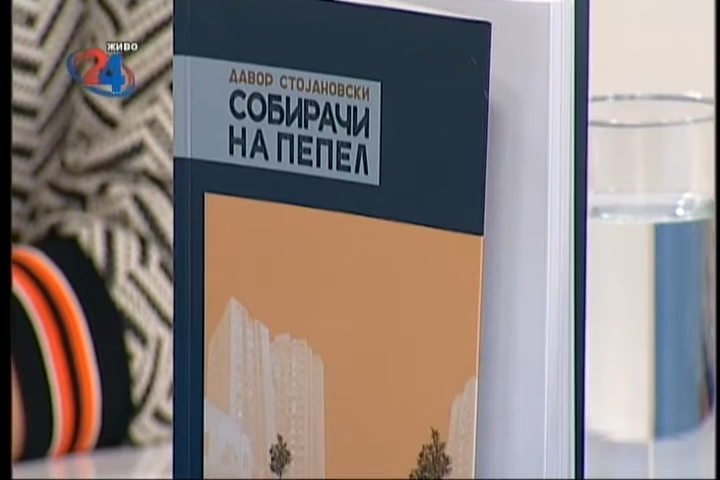 ЖИВО
24
ДАВОР СТОЈАНОВСКИ
СОБИРАЧИ
НА ПЕПЕЛ